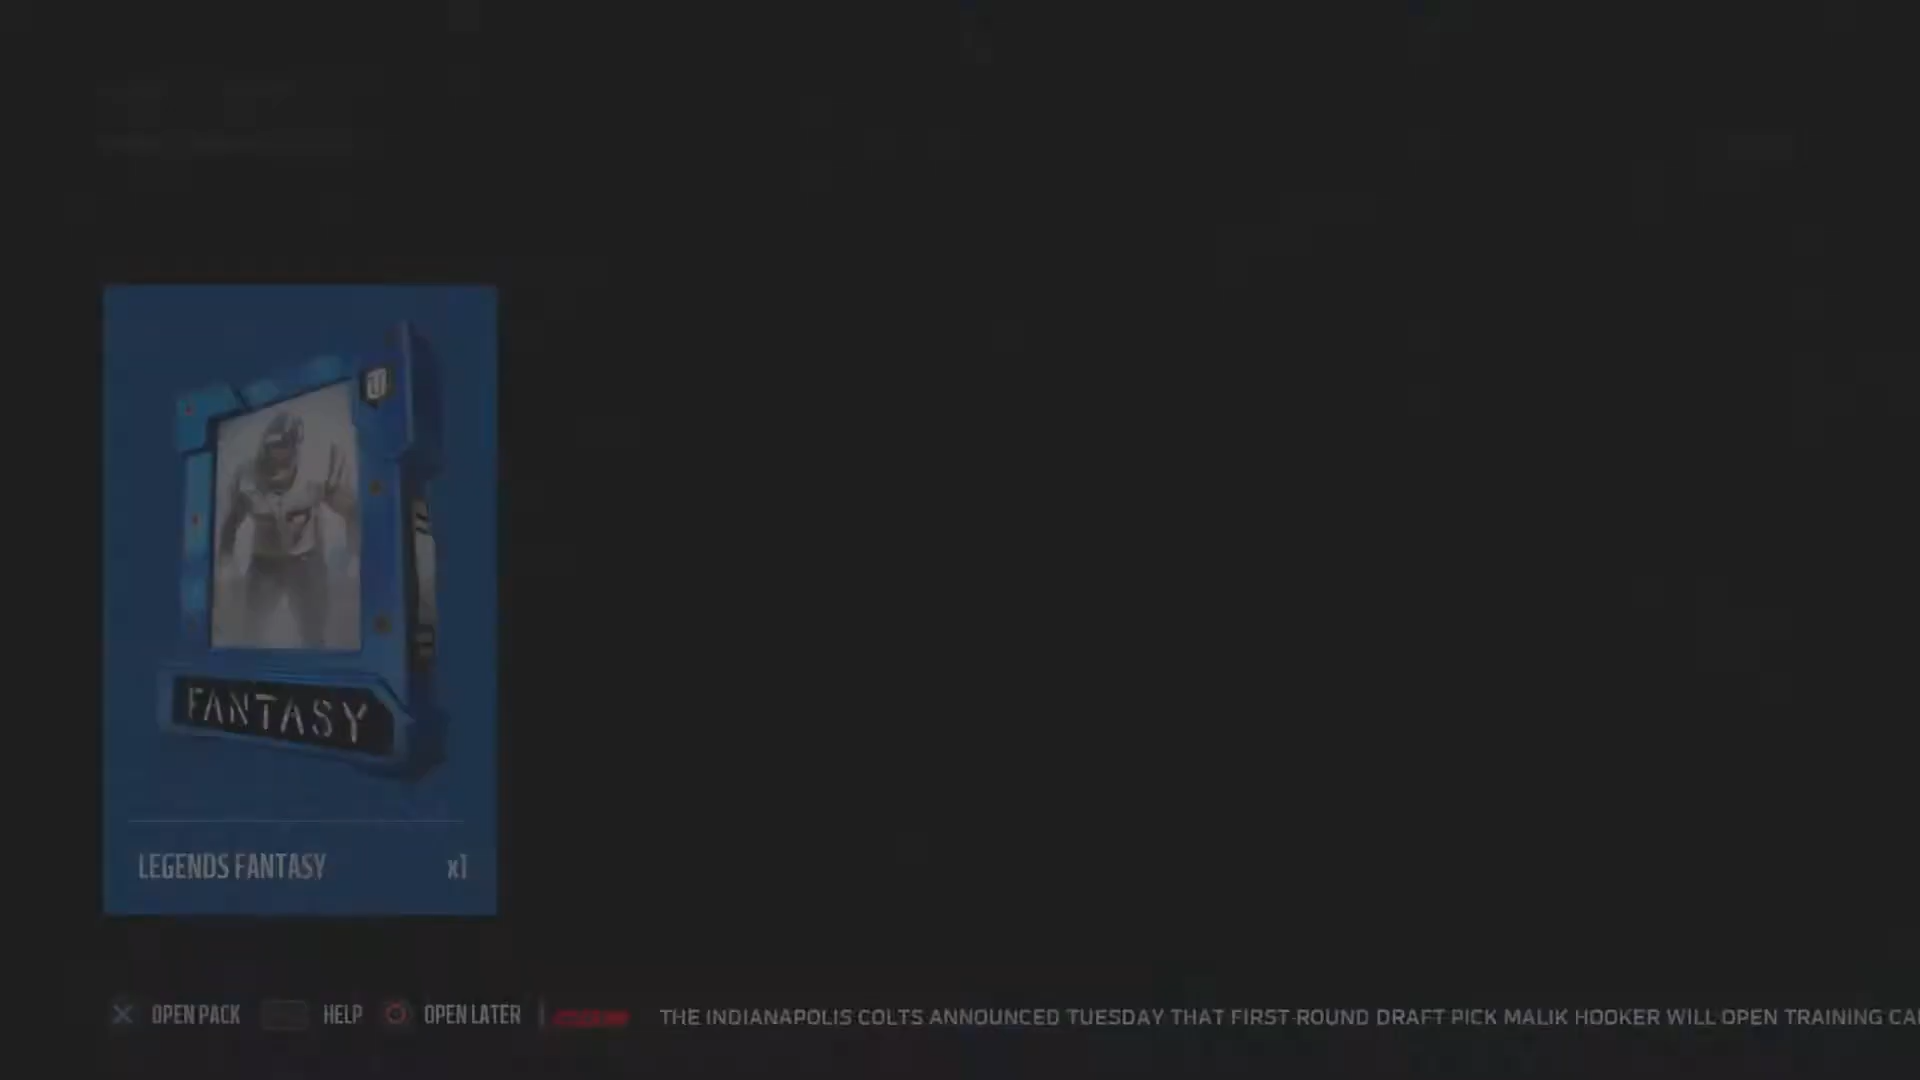 FANTASY
LEGENDS FANTASY x1
OPEN PACK HELP OPEN LATER THE INDIANAPOLIS COLTS ANNOUNCED TUESDAY THAT FIRST-ROUND DRAFT PICK MALIK HOOKER WILL OPEN TRAINING CA